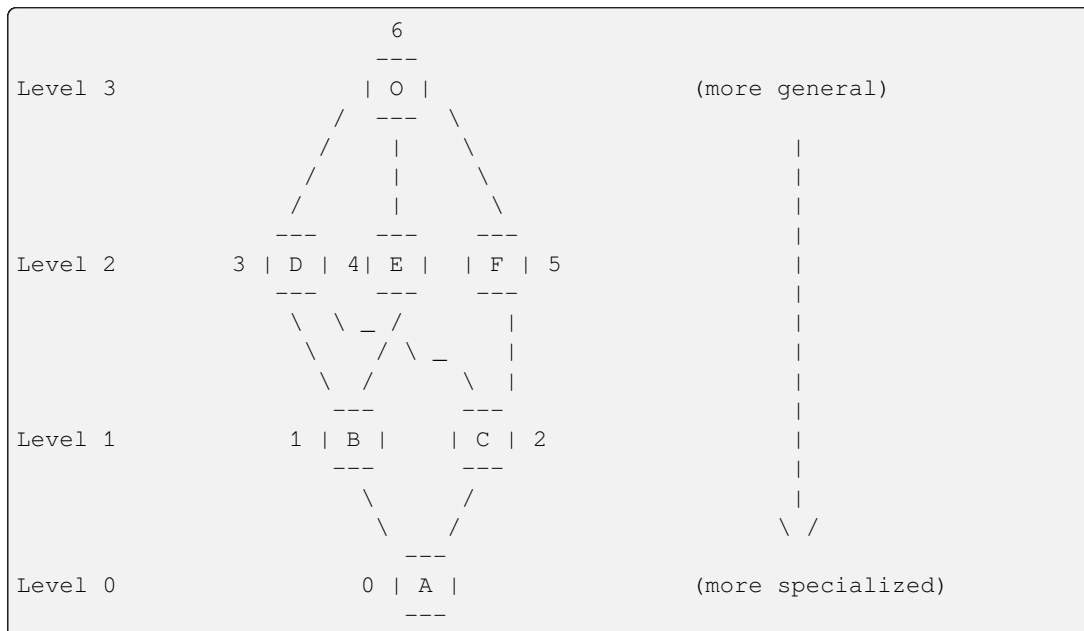 6
                         ---
Level 3                 | O |                  (more general)
                      /  ---  \
                     /    |    \                      |
                    /     |     \                     |
                   /      |      \                    |
                  ---    ---    ---                   |
Level 2        3 | D | 4| E |  | F | 5                |
                  ---    ---    ---                   |
                   \  \ _ /       |                   |
                    \    / \ _    |                   |
                     \  /      \  |                   |
                      ---      ---                    |
Level 1            1 | B |    | C | 2                 |
                      ---      ---                    |
                        \      /                      |
                         \    /                      \ /
                           ---
Level 0                 0 | A |                (more specialized)
                           ---